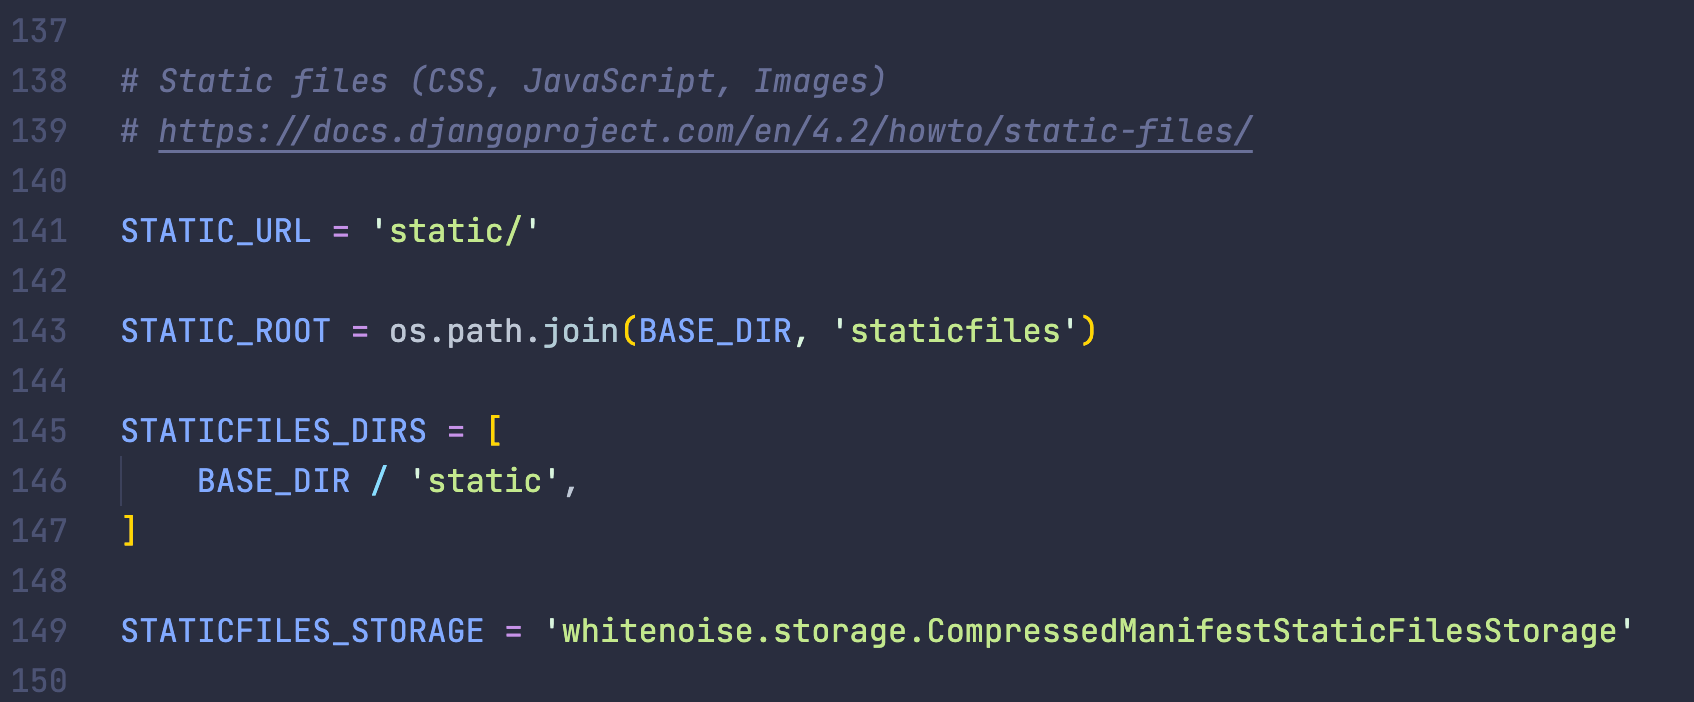 137
138 # Static files (CSS, JavaScript, Images)
139 # https://docs.djangoproject.com/en/4.2/howto/static-files/
140
141 STATIC_URL = 'static/'
142
143 STATIC_ROOT = os.path.join(BASE_DIR, 'staticfiles')
144
145 STATICFILES_DIRS = [
146     BASE_DIR / 'static',
147 ]
148
149 STATICFILES_STORAGE = 'whitenoise.storage.CompressedManifestStaticFilesStorage'
150